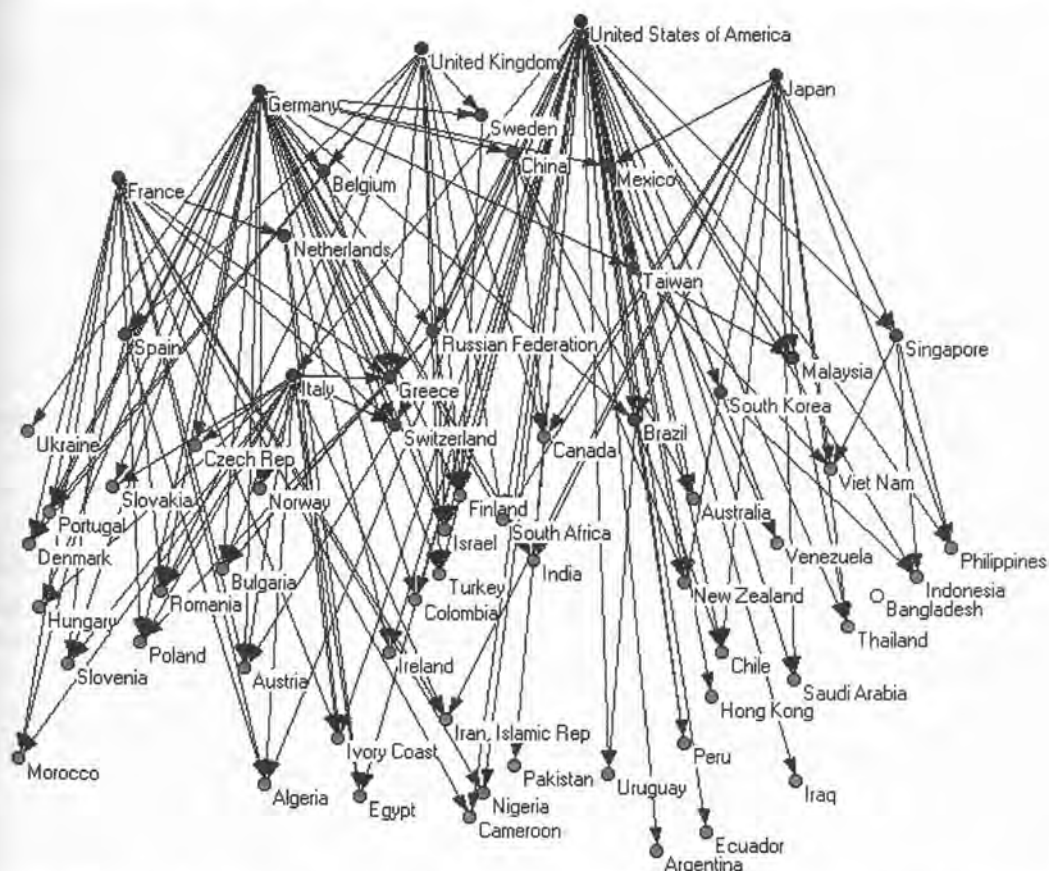 United States of America
United Kingdom
Japan
Germany
Sweden
China
Mexico
Belgium
France
Netherlands
Taiwan
Russian Federation
Spain
Singapore
Malaysia
Italy
Greece
South Korea
Switzerland
Brazil
Ukraine
Czech Rep
Canada
Viet Nam
Slovakia
Norway
Finland
Australia
Portugal
South Africa
Israel
Venezuela
Philippines
Denmark
India
Bulgaria
Turkey
Indonesia
New Zealand
Romania
Colombia
Bangladesh
Hungary
Thailand
Poland
Ireland
Chile
Slovenia
Austria
Saudi Arabia
Hong Kong
Iran, Islamic Rep
Ivory Coast
Peru
Morocco
Pakistan
Uruguay
Iraq
Algeria
Egypt
Nigeria
Cameroon
Ecuador
Argentina